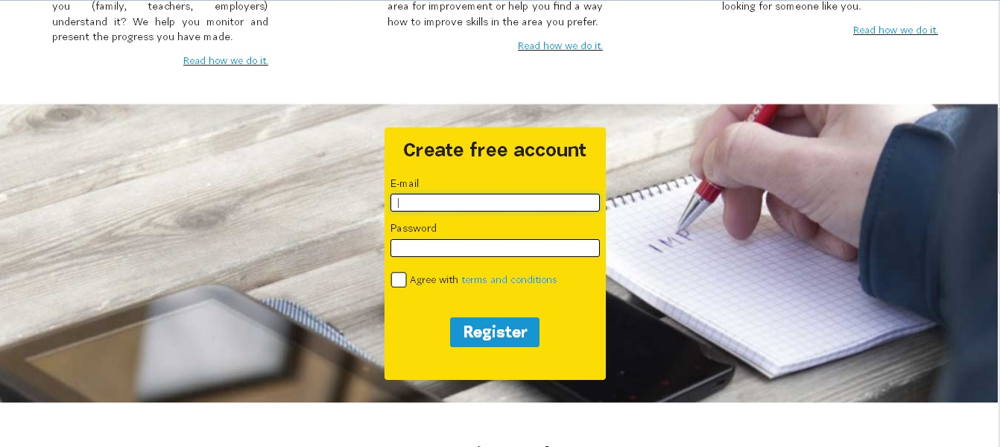 you (family, teachers, employers)
understand it? We help you monitor and
present the progress you have made.
Read how we do it.
area for improvement or help you find a way
how to improve skills in the area you prefer.
Read how we do it.
looking for someone like you.
Read how we do it.
Create free account
E-mail
Password
Agree with terms and conditions
Register
IMP